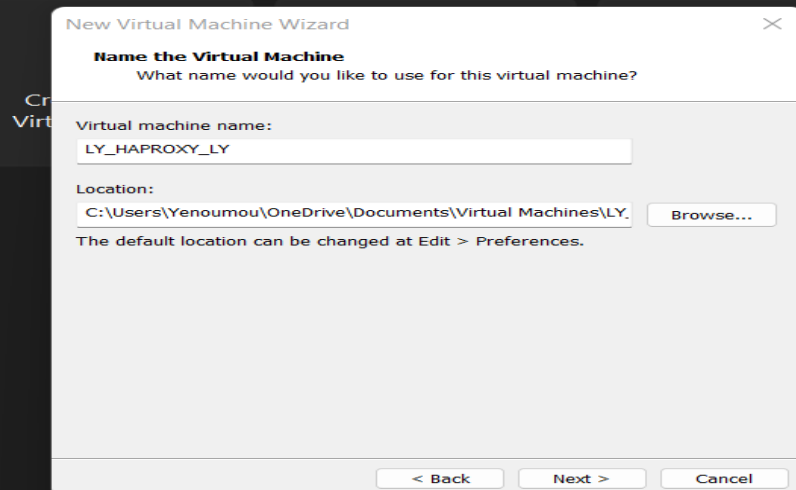 New Virtual Machine Wizard
Name the Virtual Machine
What name would you like to use for this virtual machine?
Cr
Virt
Virtual machine name:
LY_HAPROXY_LY
Location:
C:\Users\Yenoumou\OneDrive\Documents\Virtual Machines\LY_
Browse...
The default location can be changed at Edit > Preferences.
< Back
Next >
Cancel